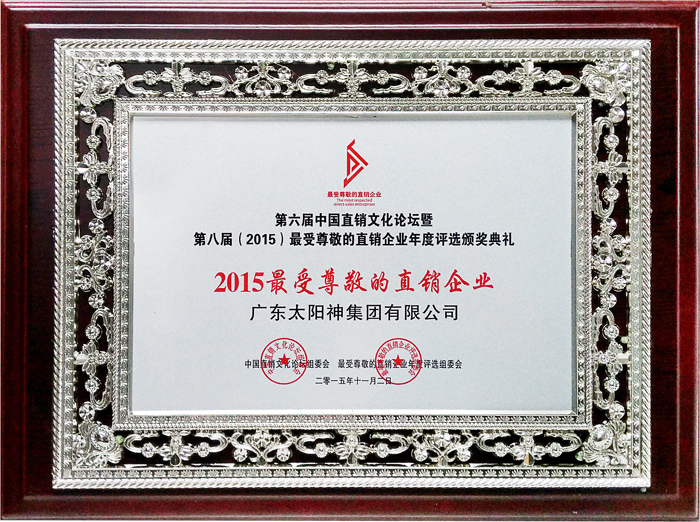 最受尊敬的直销企业
The most respected
direct sales enterprises
第六届中国直销文化论坛暨
第八届（2015）最受尊敬的直销企业年度评选颁奖典礼
2015最受尊敬的直销企业
广东太阳神集团有限公司
中国直销文化论坛组委会 最受尊敬的直销企业年度评选组委会
二零一五年十一月二日